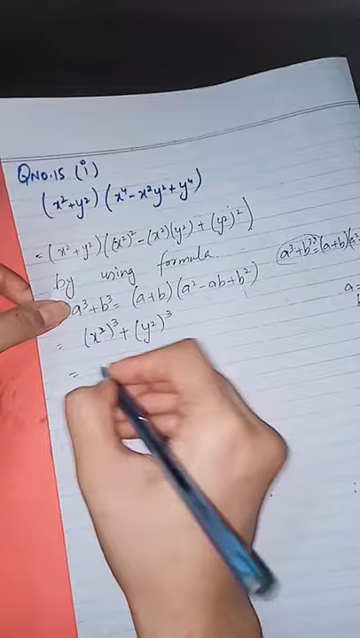 QNO.15 (i)
(x²+y²) (x⁴-x²y²+y⁴)
= (x²+y²) ((x²)² - (x²)(y²) + (y²)²)
by using formula.
a³+b³ = (a+b) (a²-ab+b²)
a³+b³=(a+b)(a²
= (x²)³ + (y²)³
a=
=